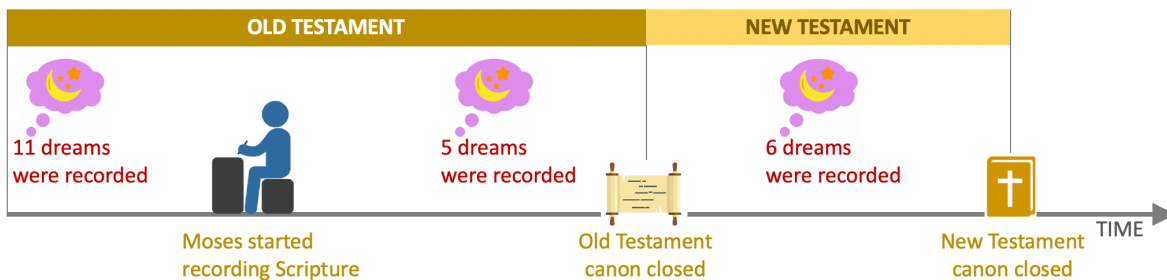 OLD TESTAMENT
NEW TESTAMENT
11 dreams
were recorded
5 dreams
were recorded
6 dreams
were recorded
TIME
Moses started
recording Scripture
Old Testament
canon closed
New Testament
canon closed